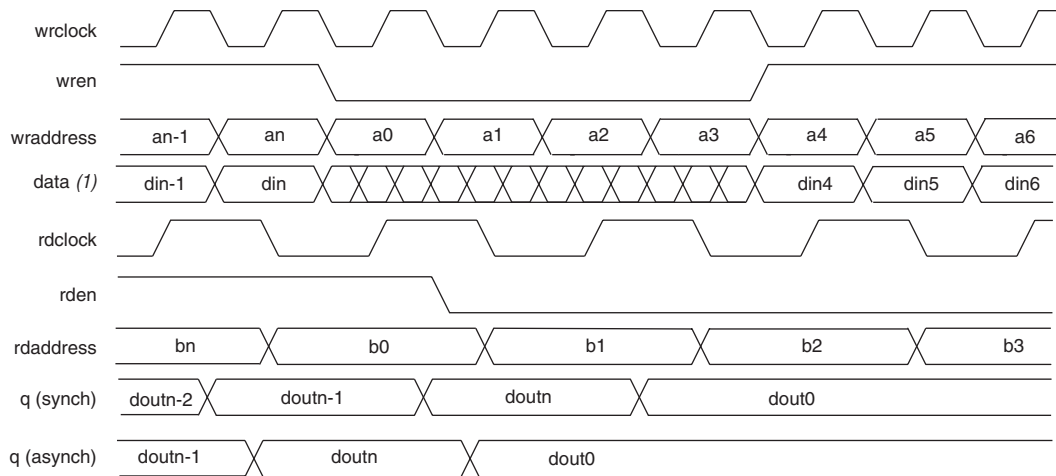 wrclock
wren
wraddress an-1 an a0 a1 a2 a3 a4 a5 a6
data (1) din-1 din din4 din5 din6
rdclock
rden
rdaddress bn b0 b1 b2 b3
q (synch) doutn-2 doutn-1 doutn dout0
q (asynch) doutn-1 doutn dout0